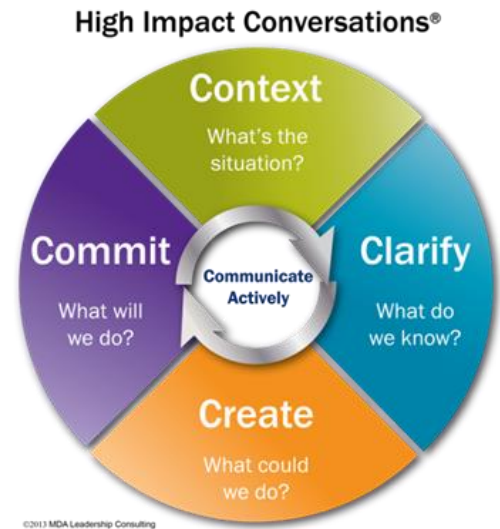 High Impact Conversations®
Context
What's the
situation?
Clarify
What do
we know?
Create
What could
we do?
Commit
What will
we do?
Communicate
Actively
©2013 MDA Leadership Consulting